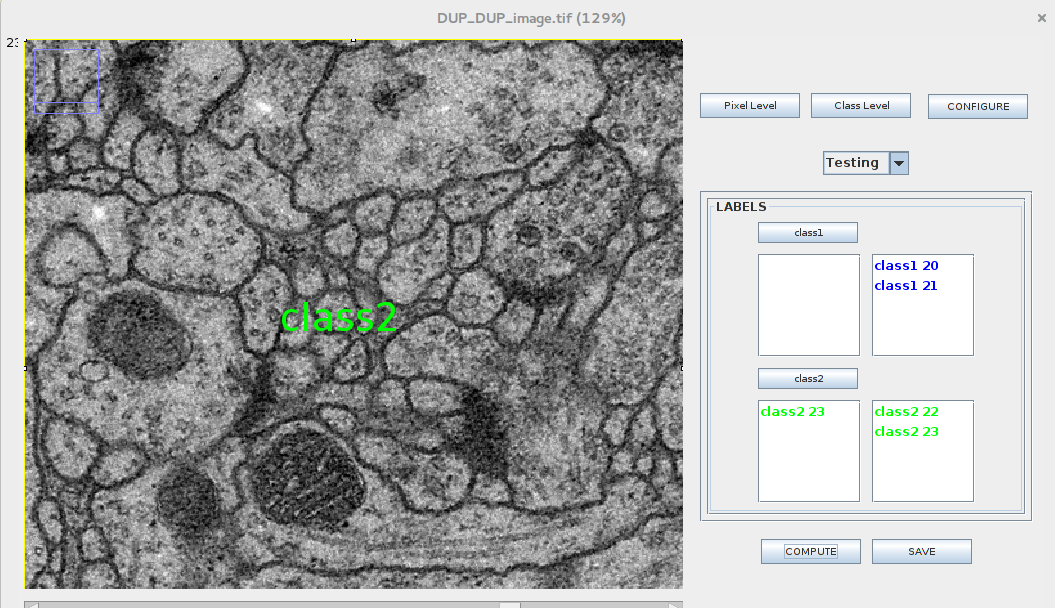 DUP_DUP_image.tif (129%)
23
Pixel Level
Class Level
CONFIGURE
Testing
LABELS
class1
class1 20
class1 21
class2
class2
class2 23
class2 22
class2 23
COMPUTE
SAVE